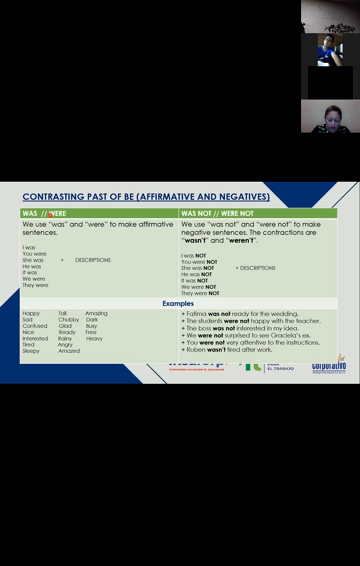 CONTRASTING PAST OF BE (AFFIRMATIVE AND NEGATIVES)
WAS // WERE
We use "was" and "were" to make affirmative
sentences.
I was
You were
She was + DESCRIPTIONS
He was
It was
We were
They were
WAS NOT // WERE NOT
We use "was not" and "were not" to make
negative sentences. The contractions are
"wasn't" and "weren't".
I was NOT
You were NOT
She was NOT + DESCRIPTIONS
He was NOT
It was NOT
We were NOT
They were NOT
Examples
Happy Tall Amazing
Sad Chubby Dark
Confused Glad Busy
Nice Ready Free
Interested Rainy Heavy
Tired Angry
Sleepy Amazed
+ Fatima was not ready for the wedding.
+ The students were not happy with the teacher.
+ The boss was not interested in my idea.
+ We were not surprised to see Graciela's ex.
+ You were not very attentive to the instructions.
+ Ruben wasn't tired after work.
EL TRABAJO
corporativo